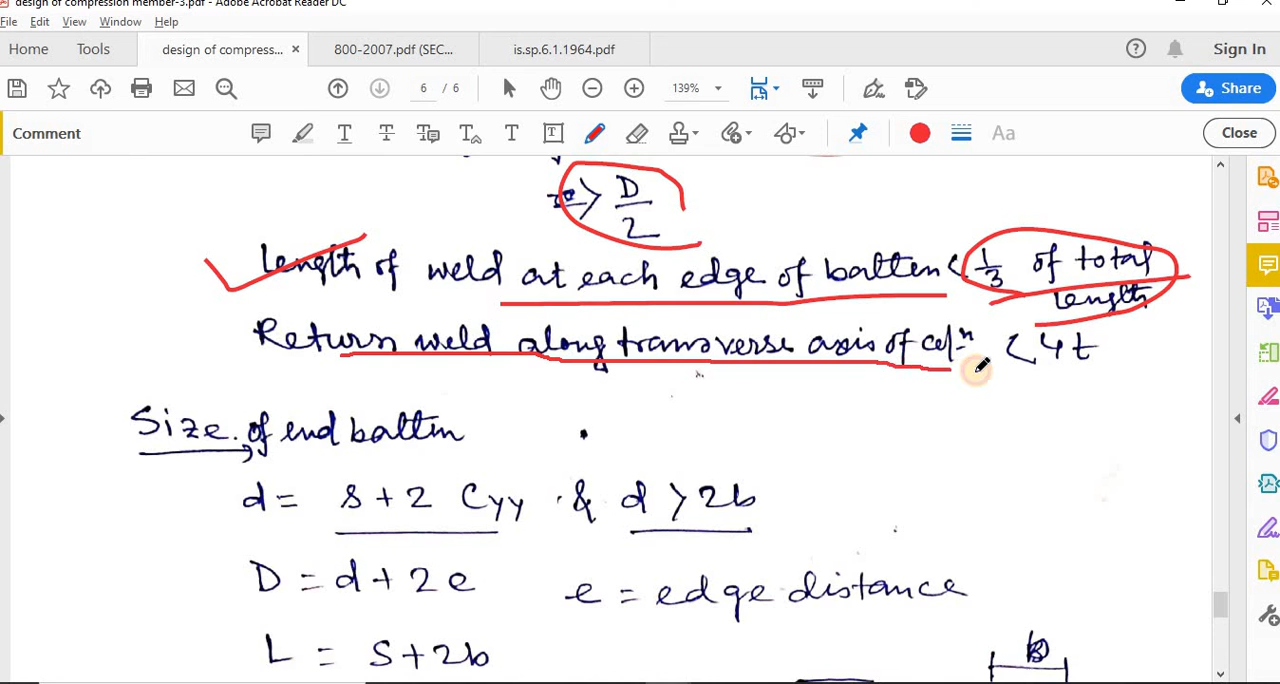 design of compression member-3.pdf - Adobe Acrobat Reader DC
File Edit View Window Help
Home Tools design of compress... × 800-2007.pdf (SEC... is.sp.6.1.1964.pdf Sign In
6 / 6 139% Share
Comment Aa Close
> D/2
Length of weld at each edge of batten < 1/3 of total
length
Return weld along transverse axis of colⁿ < 4t
Size of end batten
d = S + 2 Cyy & d > 2b
D = d + 2e e = edge distance
L = S + 2b